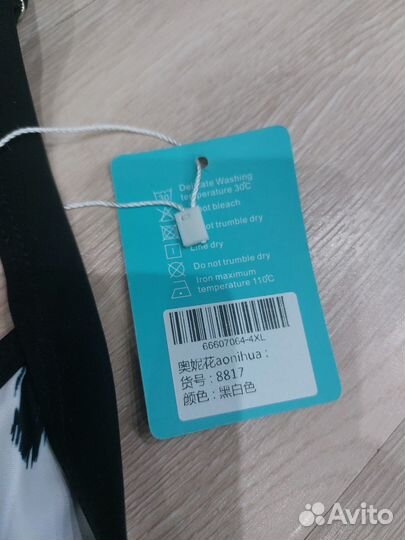 Delicate Washing
temperature 30℃
not bleach
not trumble dry
Line dry
Do not trumble dry
Iron maximum
temperature 110℃
66607064-4XL
奥妮花aonihua：
货号：8817
颜色：黑白色
Avito